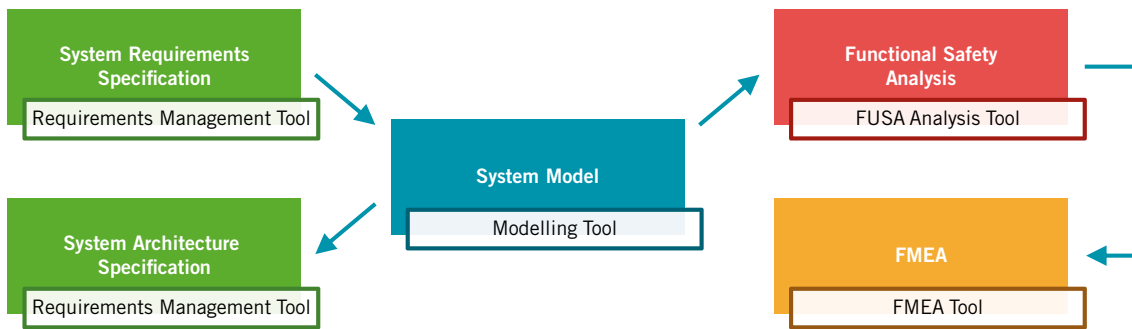 System Requirements
Specification
Requirements Management Tool
System Architecture
Specification
Requirements Management Tool
System Model
Modelling Tool
Functional Safety
Analysis
FUSA Analysis Tool
FMEA
FMEA Tool